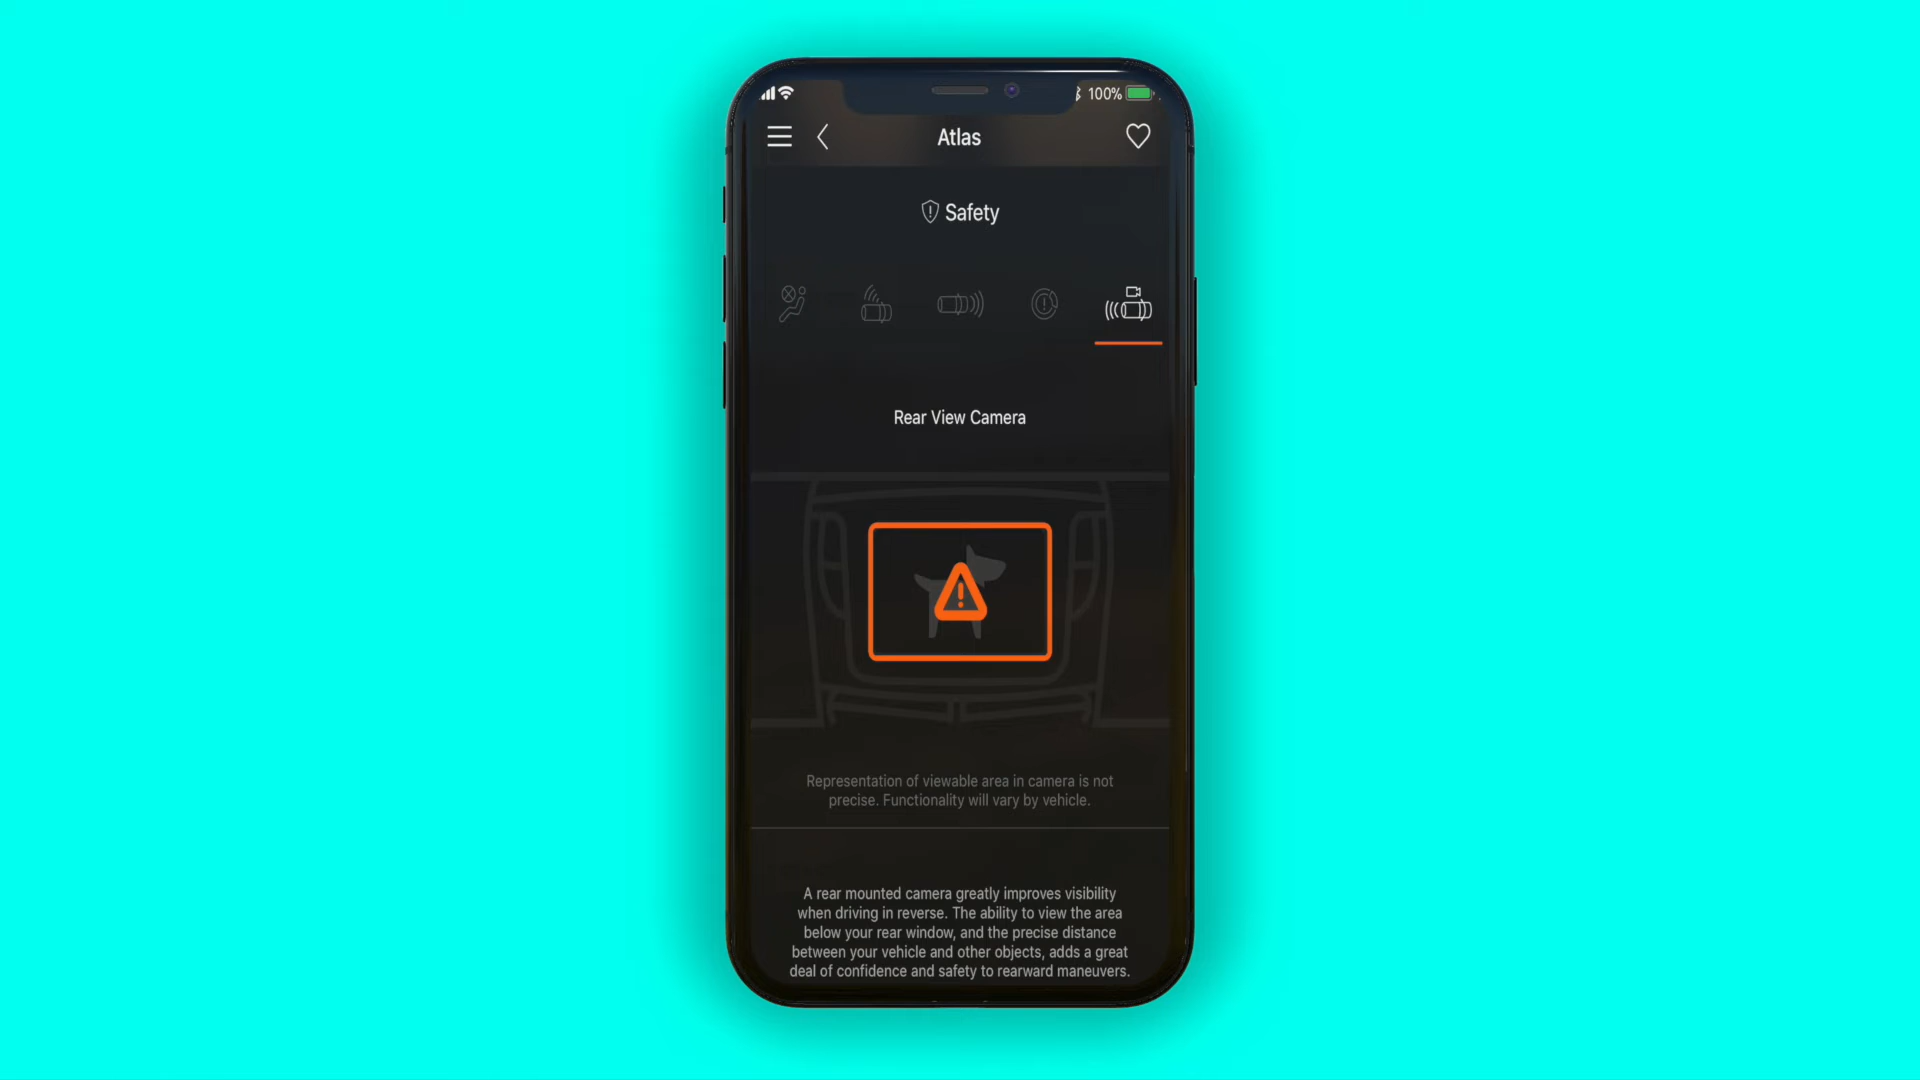 100%
Atlas
Safety
Rear View Camera
Representation of viewable area in camera is not
precise. Functionality will vary by vehicle.
A rear mounted camera greatly improves visibility
when driving in reverse. The ability to view the area
below your rear window, and the precise distance
between your vehicle and other objects, adds a great
deal of confidence and safety to rearward maneuvers.